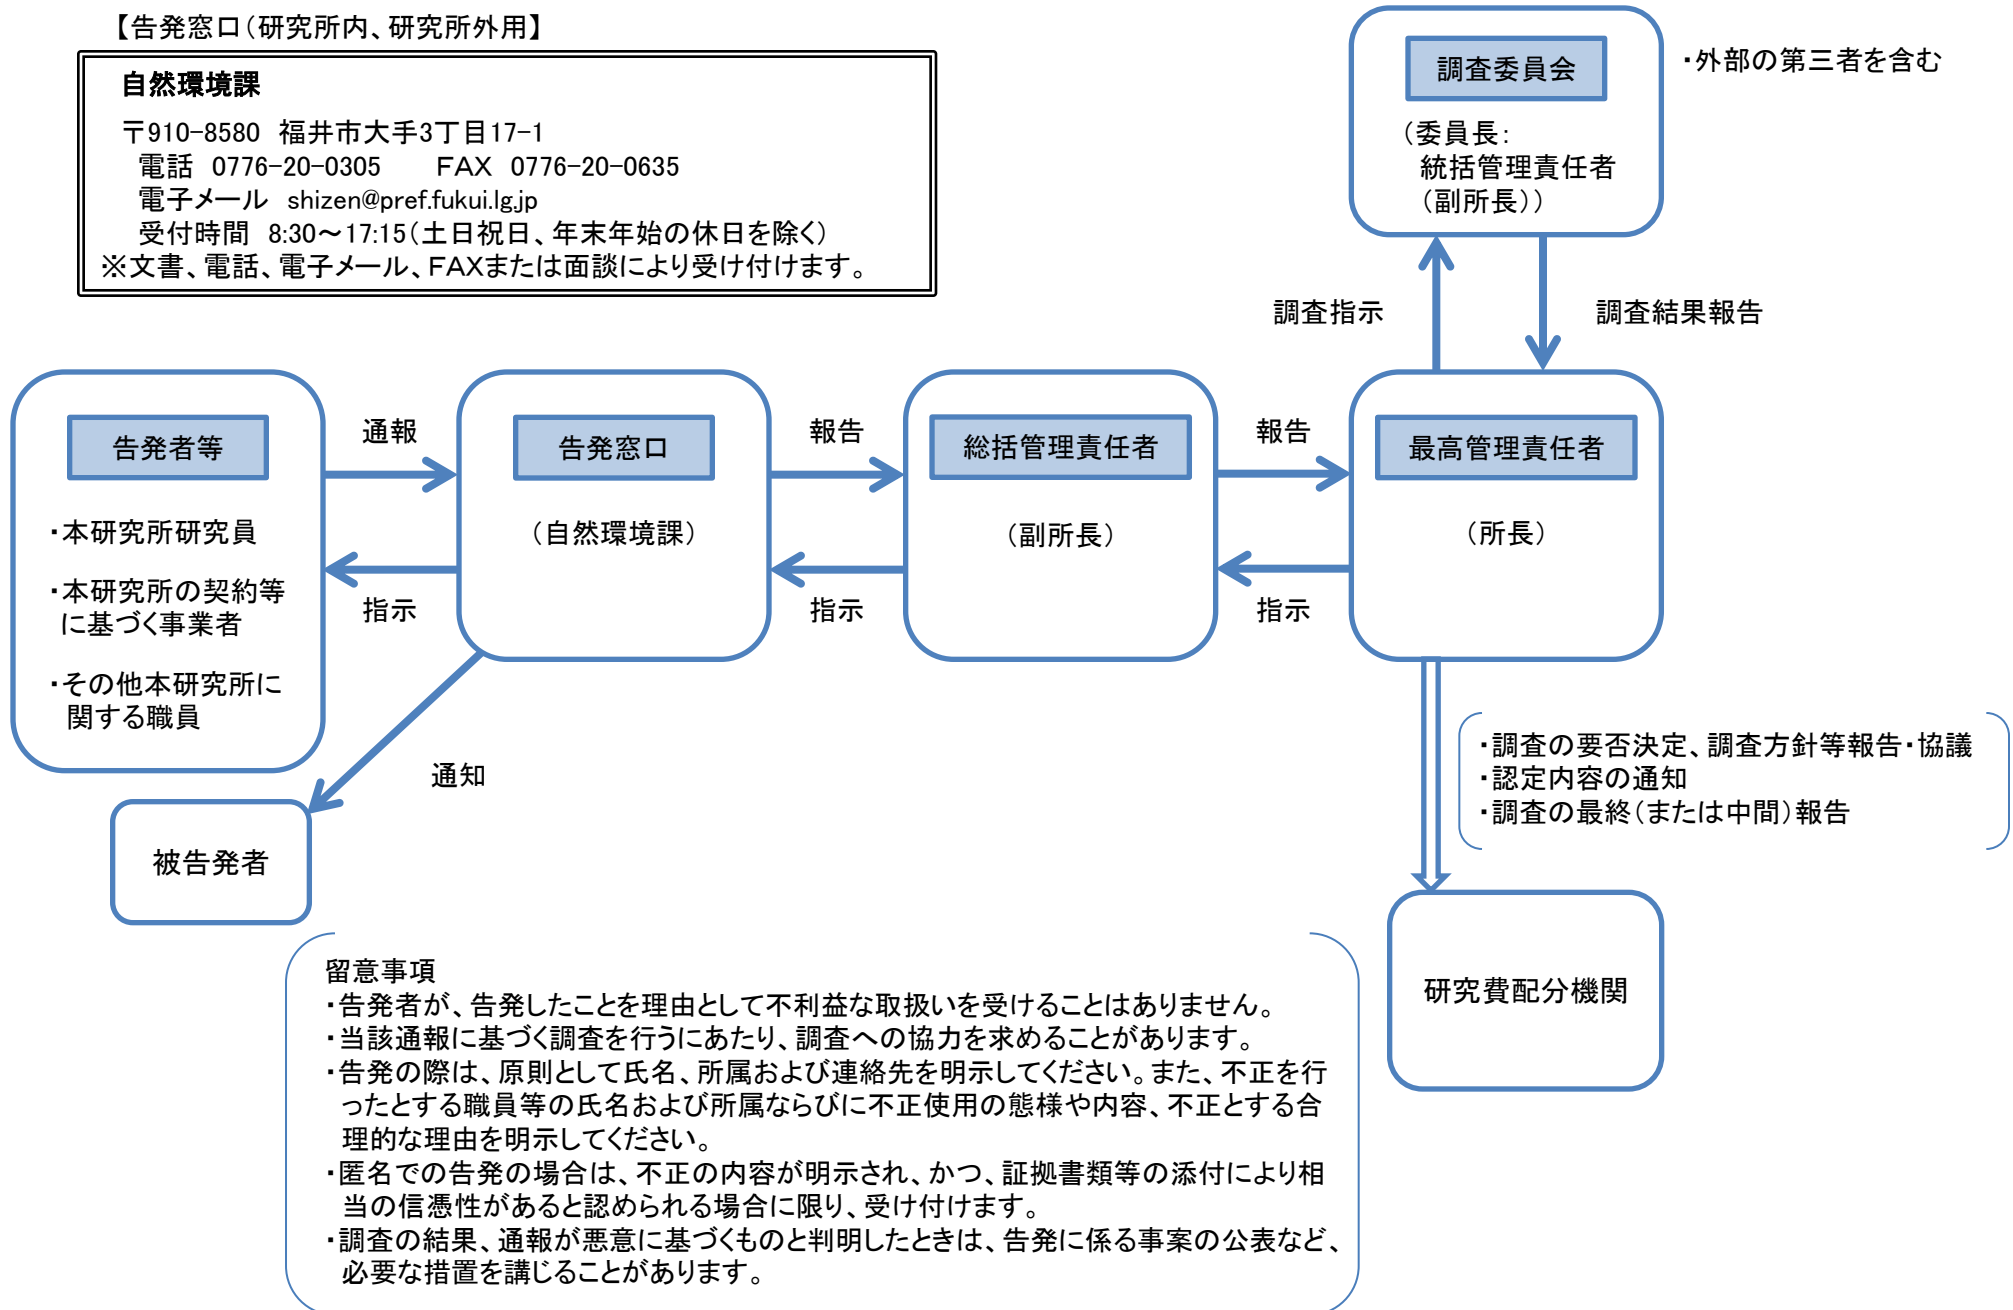 【告発窓口（研究所内、研究所外用】
自然環境課
〒910-8580 福井市大手3丁目17-1
電話 0776-20-0305 FAX 0776-20-0635
電子メール shizen@pref.fukui.lg.jp
受付時間 8:30～17:15（土日祝日、年末年始の休日を除く）
※文書、電話、電子メール、FAXまたは面談により受け付けます。
調査委員会
・外部の第三者を含む
（委員長：
統括管理責任者
（副所長））
調査指示
調査結果報告
告発者等
・本研究所研究員
・本研究所の契約等
に基づく事業者
・その他本研究所に
関する職員
通報
指示
告発窓口
（自然環境課）
報告
指示
総括管理責任者
（副所長）
報告
指示
最高管理責任者
（所長）
通知
被告発者
・調査の要否決定、調査方針等報告・協議
・認定内容の通知
・調査の最終（または中間）報告
研究費配分機関
留意事項
・告発者が、告発したことを理由として不利益な取扱いを受けることはありません。
・当該通報に基づく調査を行うにあたり、調査への協力を求めることがあります。
・告発の際は、原則として氏名、所属および連絡先を明示してください。また、不正を行
ったとする職員等の氏名および所属ならびに不正使用の態様や内容、不正とする合
理的な理由を明示してください。
・匿名での告発の場合は、不正の内容が明示され、かつ、証拠書類等の添付により相
当の信憑性があると認められる場合に限り、受け付けます。
・調査の結果、通報が悪意に基づくものと判明したときは、告発に係る事案の公表など、
必要な措置を講じることがあります。